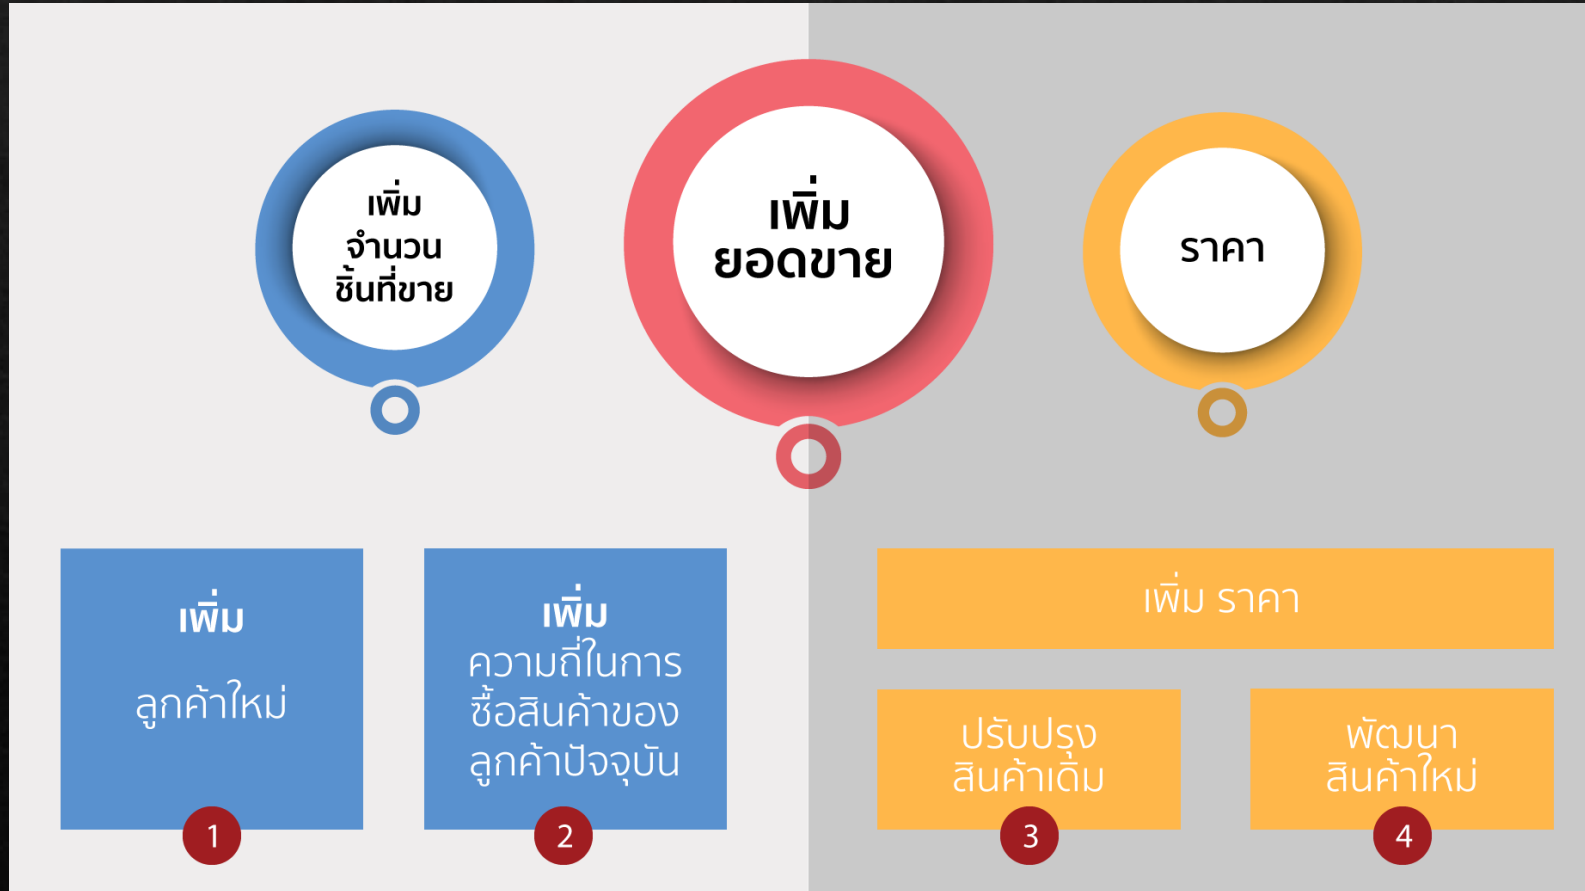 เพิ่ม
จำนวน
ชิ้นที่ขาย
เพิ่ม
ยอดขาย
ราคา
เพิ่ม
ลูกค้าใหม่
1
เพิ่ม
ความถี่ในการ
ซื้อสินค้าของ
ลูกค้าปัจจุบัน
2
เพิ่ม ราคา
ปรับปรุง
สินค้าเดิม
3
พัฒนา
สินค้าใหม่
4